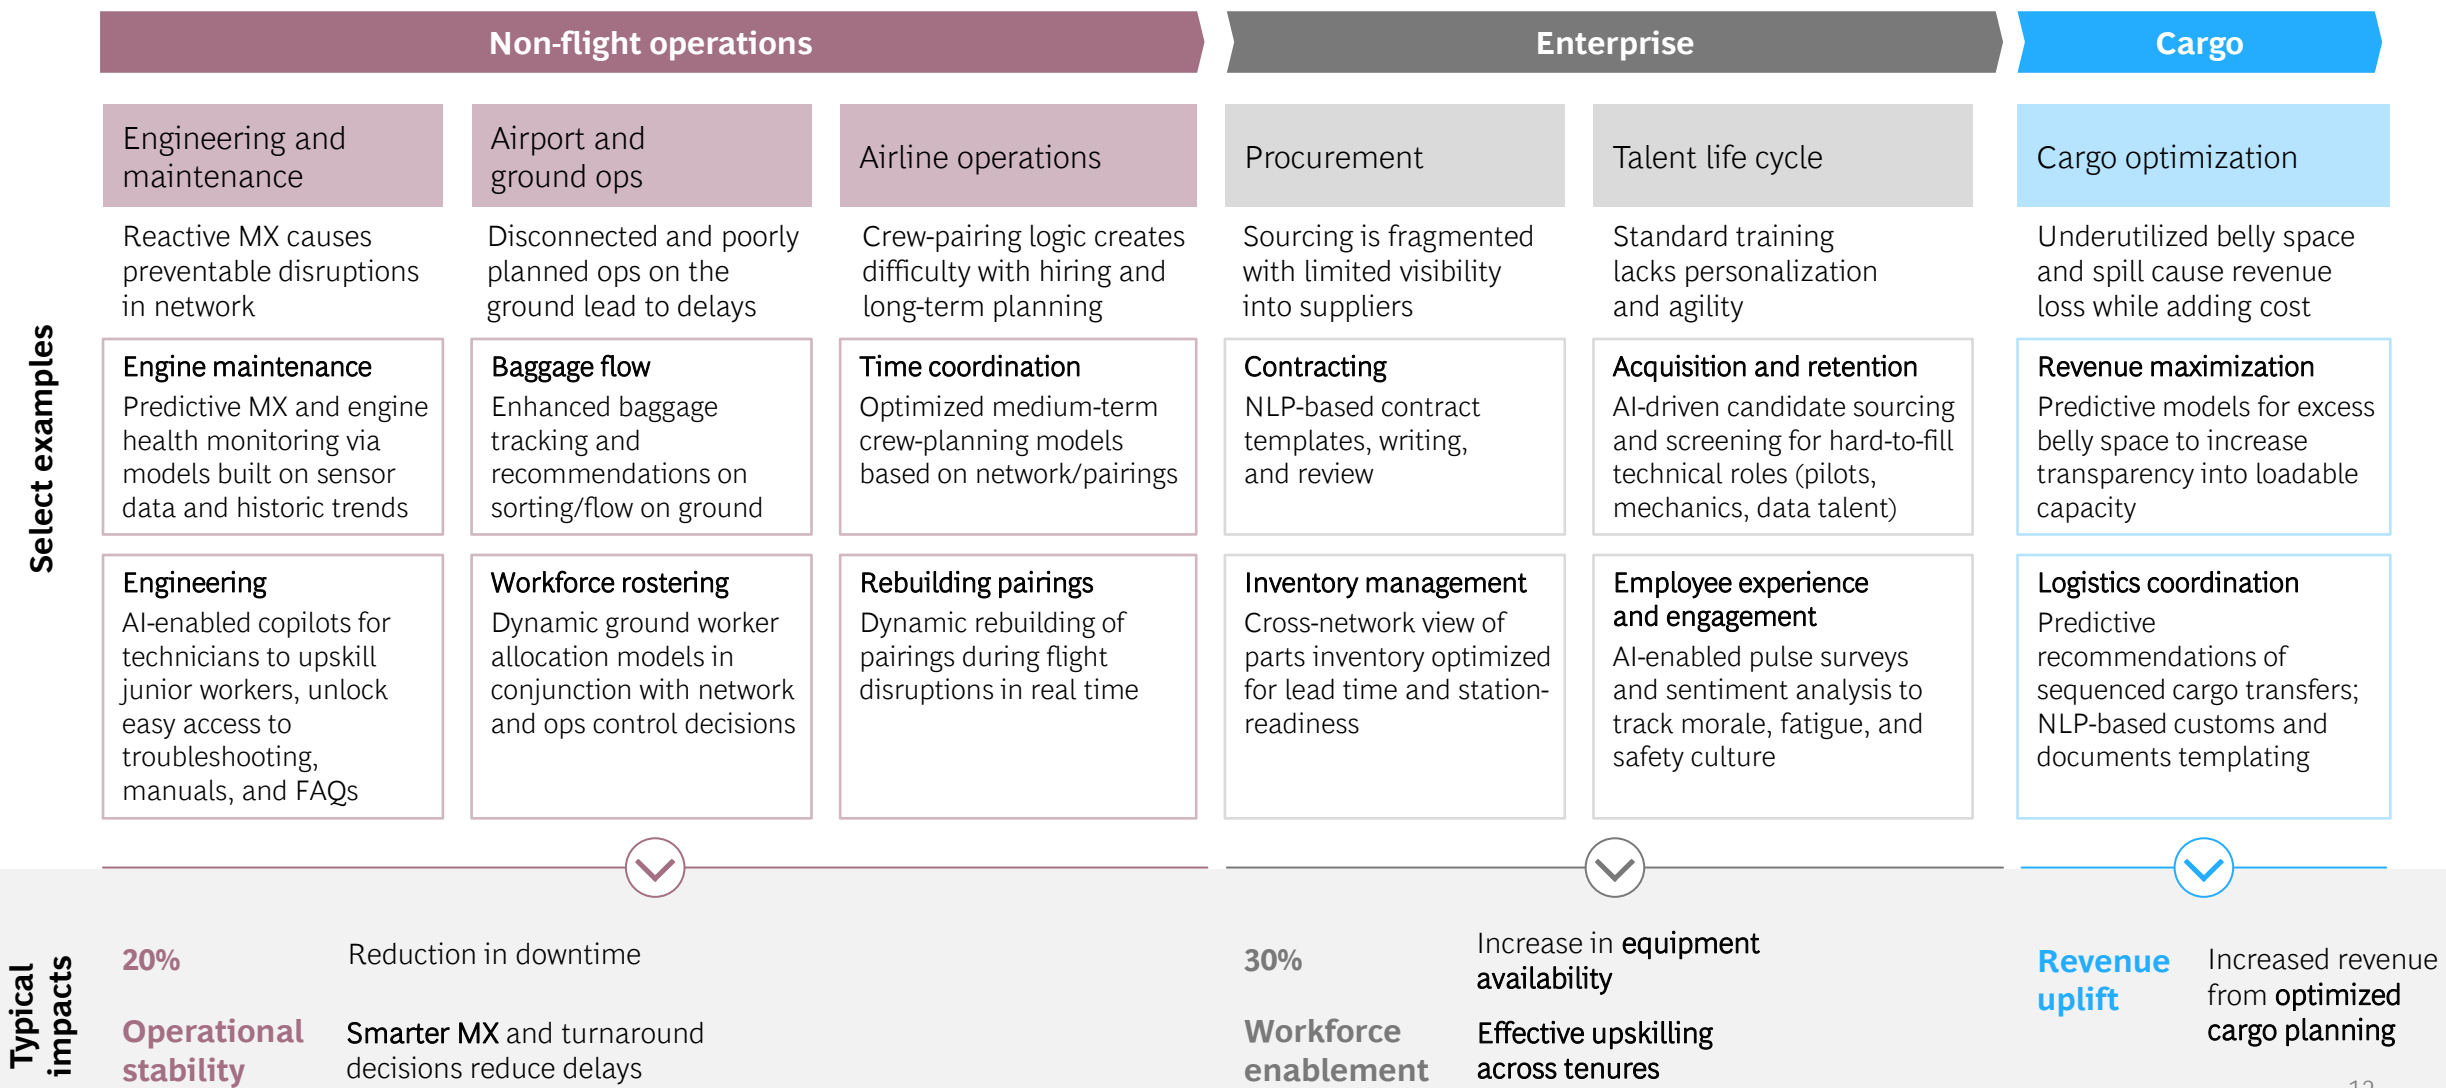 Non-flight operations
Enterprise
Cargo
Select examples
Engineering and
maintenance
Reactive MX causes
preventable disruptions
in network
Engine maintenance
Predictive MX and engine
health monitoring via
models built on sensor
data and historic trends
Engineering
AI-enabled copilots for
technicians to upskill
junior workers, unlock
easy access to
troubleshooting,
manuals, and FAQs
Airport and
ground ops
Disconnected and poorly
planned ops on the
ground lead to delays
Baggage flow
Enhanced baggage
tracking and
recommendations on
sorting/flow on ground
Workforce rostering
Dynamic ground worker
allocation models in
conjunction with network
and ops control decisions
Airline operations
Crew-pairing logic creates
difficulty with hiring and
long-term planning
Time coordination
Optimized medium-term
crew-planning models
based on network/pairings
Rebuilding pairings
Dynamic rebuilding of
pairings during flight
disruptions in real time
Procurement
Sourcing is fragmented
with limited visibility
into suppliers
Contracting
NLP-based contract
templates, writing,
and review
Inventory management
Cross-network view of
parts inventory optimized
for lead time and station-
readiness
Talent life cycle
Standard training
lacks personalization
and agility
Acquisition and retention
AI-driven candidate sourcing
and screening for hard-to-fill
technical roles (pilots,
mechanics, data talent)
Employee experience
and engagement
AI-enabled pulse surveys
and sentiment analysis to
track morale, fatigue, and
safety culture
Cargo optimization
Underutilized belly space
and spill cause revenue
loss while adding cost
Revenue maximization
Predictive models for excess
belly space to increase
transparency into loadable
capacity
Logistics coordination
Predictive
recommendations of
sequenced cargo transfers;
NLP-based customs and
documents templating
Typical
impacts
20%
Reduction in downtime
Operational
stability
Smarter MX and turnaround
decisions reduce delays
30%
Increase in equipment
availability
Workforce
enablement
Effective upskilling
across tenures
Revenue
uplift
Increased revenue
from optimized
cargo planning